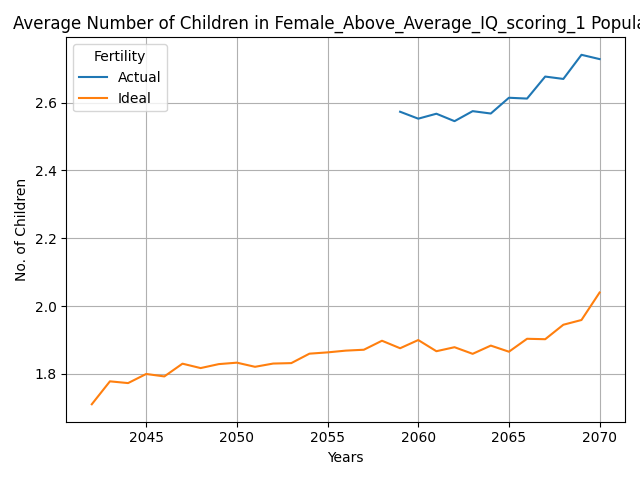 Average Number of Children in Female_Above_Average_IQ_scoring_1 Popula
Fertility
Actual
Ideal
2.6
2.4
2.2
2.0
1.8
No. of Children
2045 2050 2055 2060 2065 2070
Years